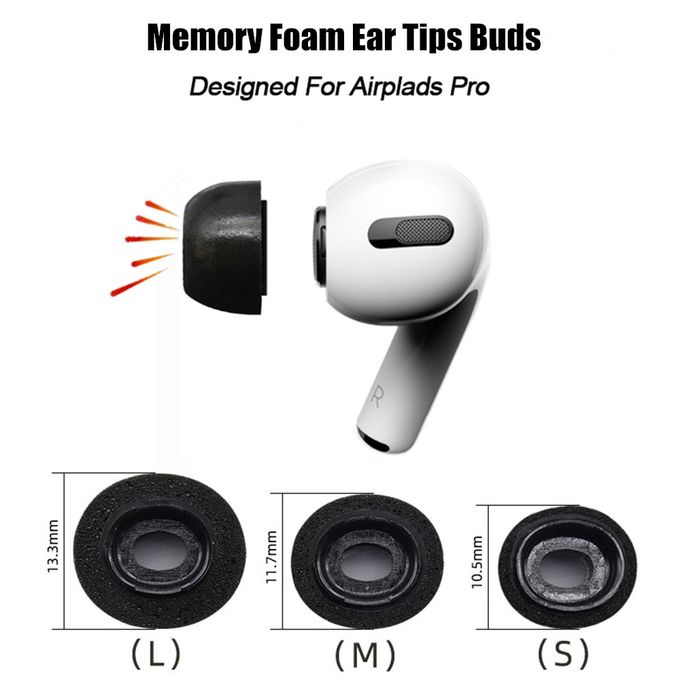 Memory Foam Ear Tips Buds
Designed For Airplads Pro
R
13.3mm
11.7mm
10.5mm
(L)
(M)
(S)